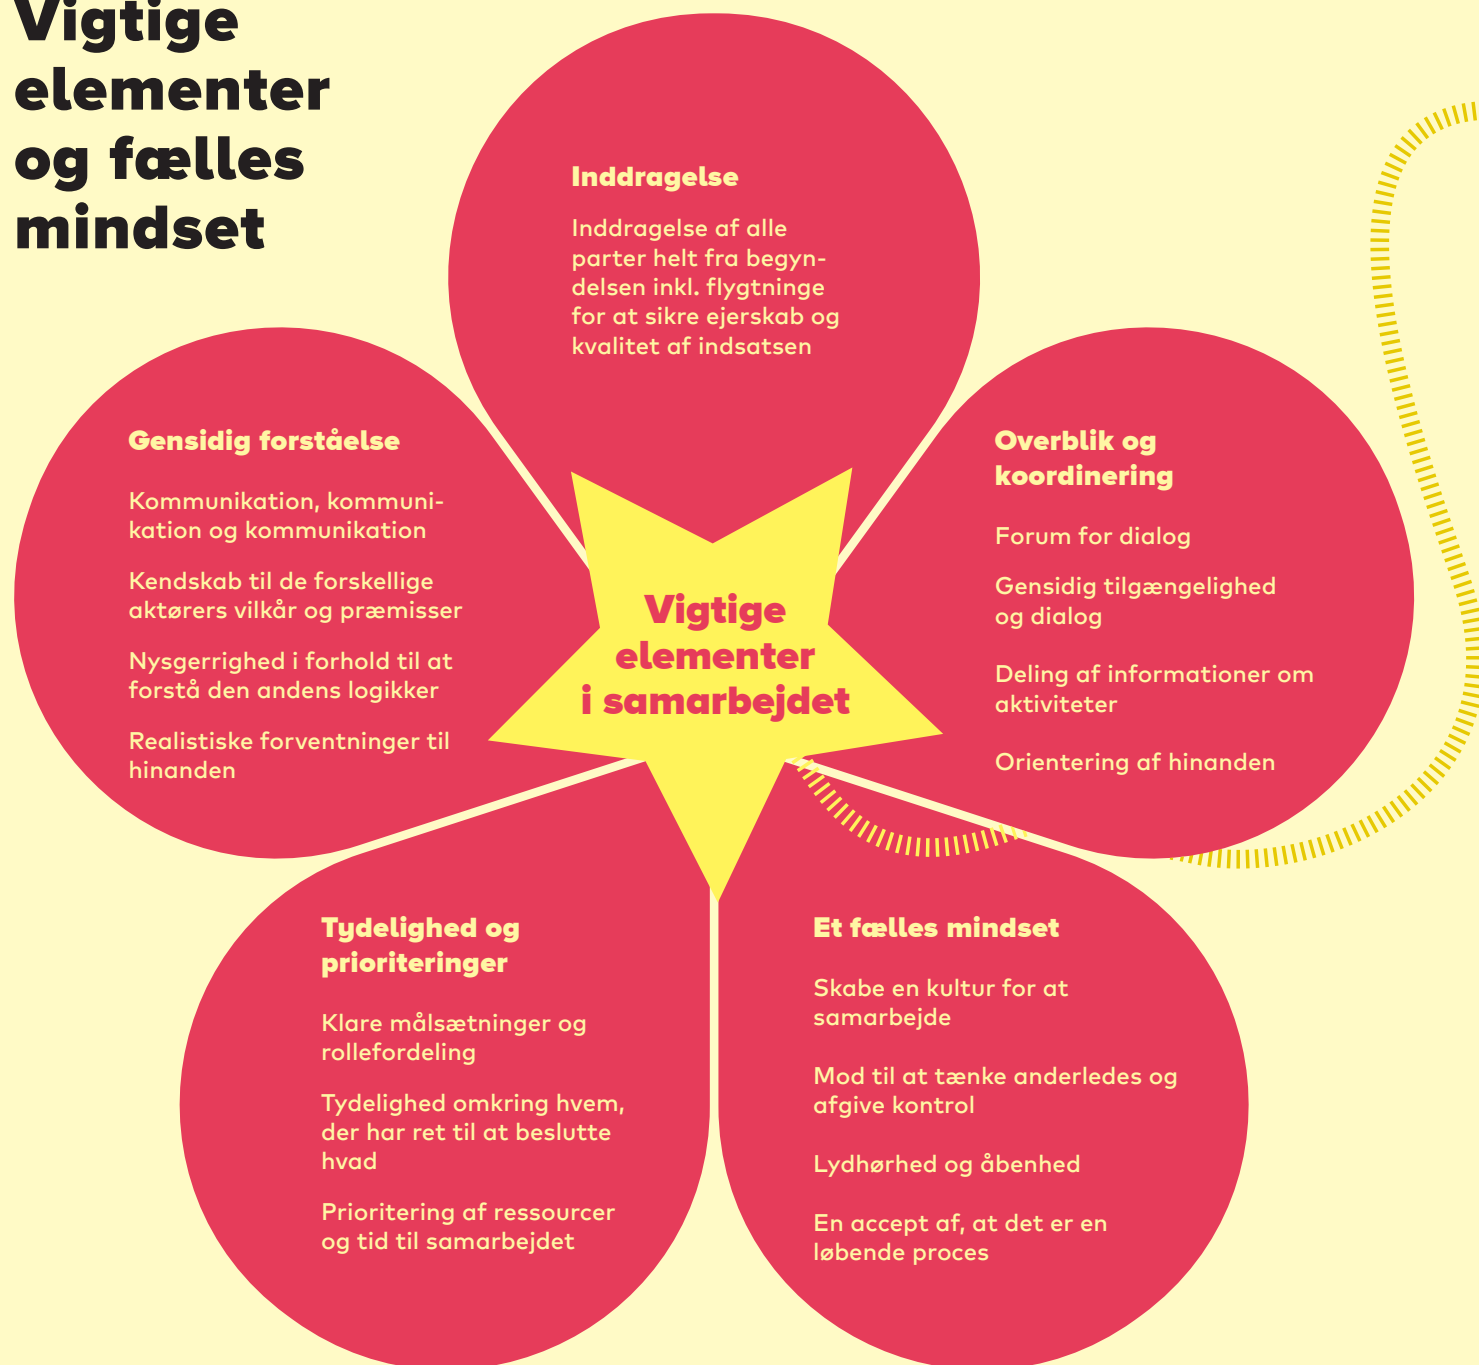 Vigtige
elementer
og fælles
mindset
Inddragelse
Inddragelse af alle
parter helt fra begyn-
delsen inkl. flygtninge
for at sikre ejerskab og
kvalitet af indsatsen
Gensidig forståelse
Kommunikation, kommuni-
kation og kommunikation
Kendskab til de forskellige
aktørers vilkår og præmisser
Nysgerrighed i forhold til at
forstå den andens logikker
Realistiske forventninger til
hinanden
Overblik og
koordinering
Forum for dialog
Gensidig tilgængelighed
og dialog
Deling af informationer om
aktiviteter
Orientering af hinanden
Vigtige
elementer
i samarbejdet
Tydelighed og
prioriteringer
Klare målsætninger og
rollefordeling
Tydelighed omkring hvem,
der har ret til at beslutte
hvad
Prioritering af ressourcer
og tid til samarbejdet
Et fælles mindset
Skabe en kultur for at
samarbejde
Mod til at tænke anderledes og
afgive kontrol
Lydhørhed og åbenhed
En accept af, at det er en
løbende proces